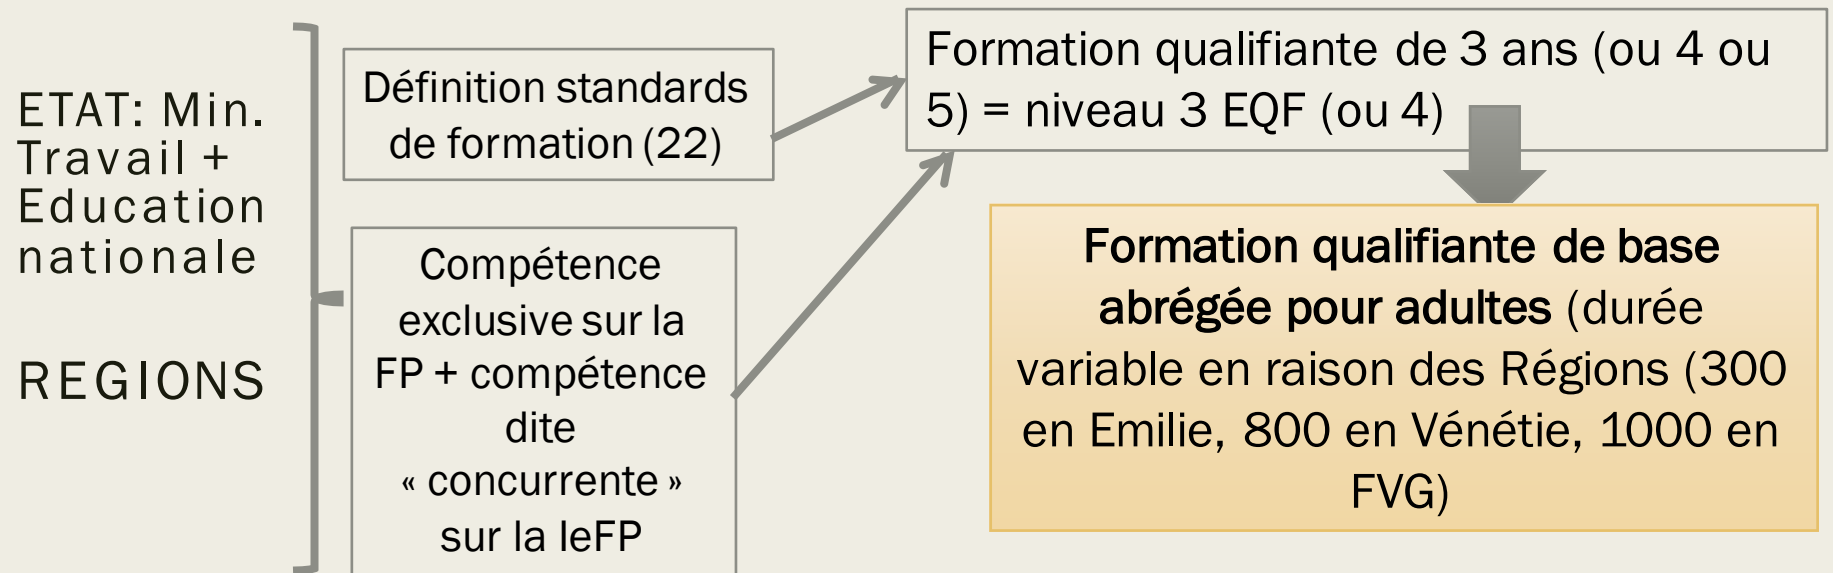 ETAT: Min.
Travail +
Education
nationale
REGIONS
Définition standards
de formation (22)
Compétence
exclusive sur la
FP + compétence
dite
« concurrente »
sur la IeFP
Formation qualifiante de 3 ans (ou 4 ou
5) = niveau 3 EQF (ou 4)
Formation qualifiante de base
abrégée pour adultes (durée
variable en raison des Régions (300
en Emilie, 800 en Vénétie, 1000 en
FVG)